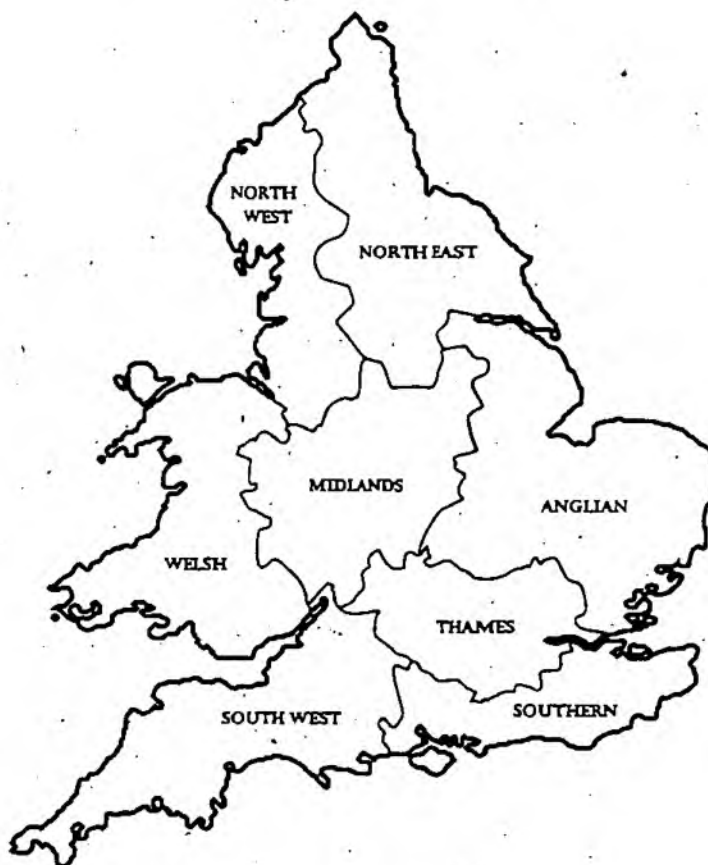 NORTH
WEST
NORTH EAST
MIDLANDS
ANGLIAN
WELSH
THAMES
SOUTH WEST
SOUTHERN